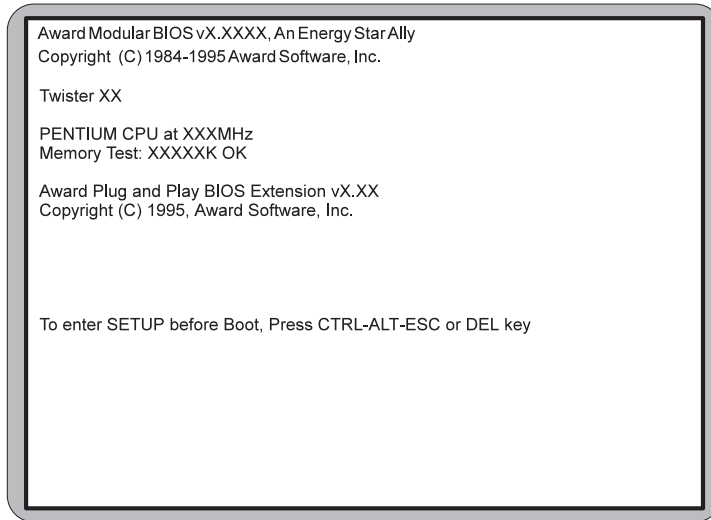 Award Modular BIOS vX.XXXX, An Energy Star Ally
Copyright (C) 1984-1995 Award Software, Inc.
Twister XX
PENTIUM CPU at XXXMHz
Memory Test: XXXXXK OK
Award Plug and Play BIOS Extension vX.XX
Copyright (C) 1995, Award Software, Inc.
To enter SETUP before Boot, Press CTRL-ALT-ESC or DEL key